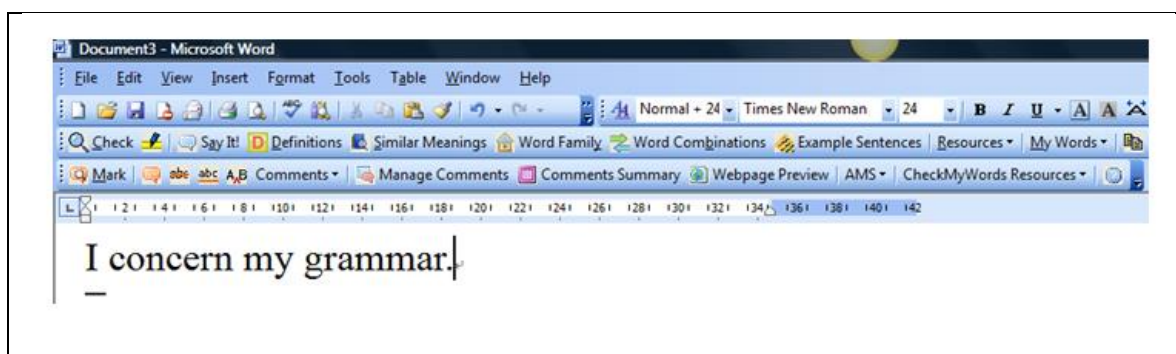 Document3 - Microsoft Word
File Edit View Insert Format Tools Table Window Help
ABC Normal + 24 Times New Roman 24 B I U A A
Check Say It! D Definitions Similar Meanings Word Family Word Combinations Example Sentences Resources My Words
Mark abc abc A,B Comments Manage Comments Comments Summary Webpage Preview AMS CheckMyWords Resources
L 2 4 6 8 10 12 14 16 18 20 22 24 26 28 30 32 34 36 38 40 42
I concern my grammar.